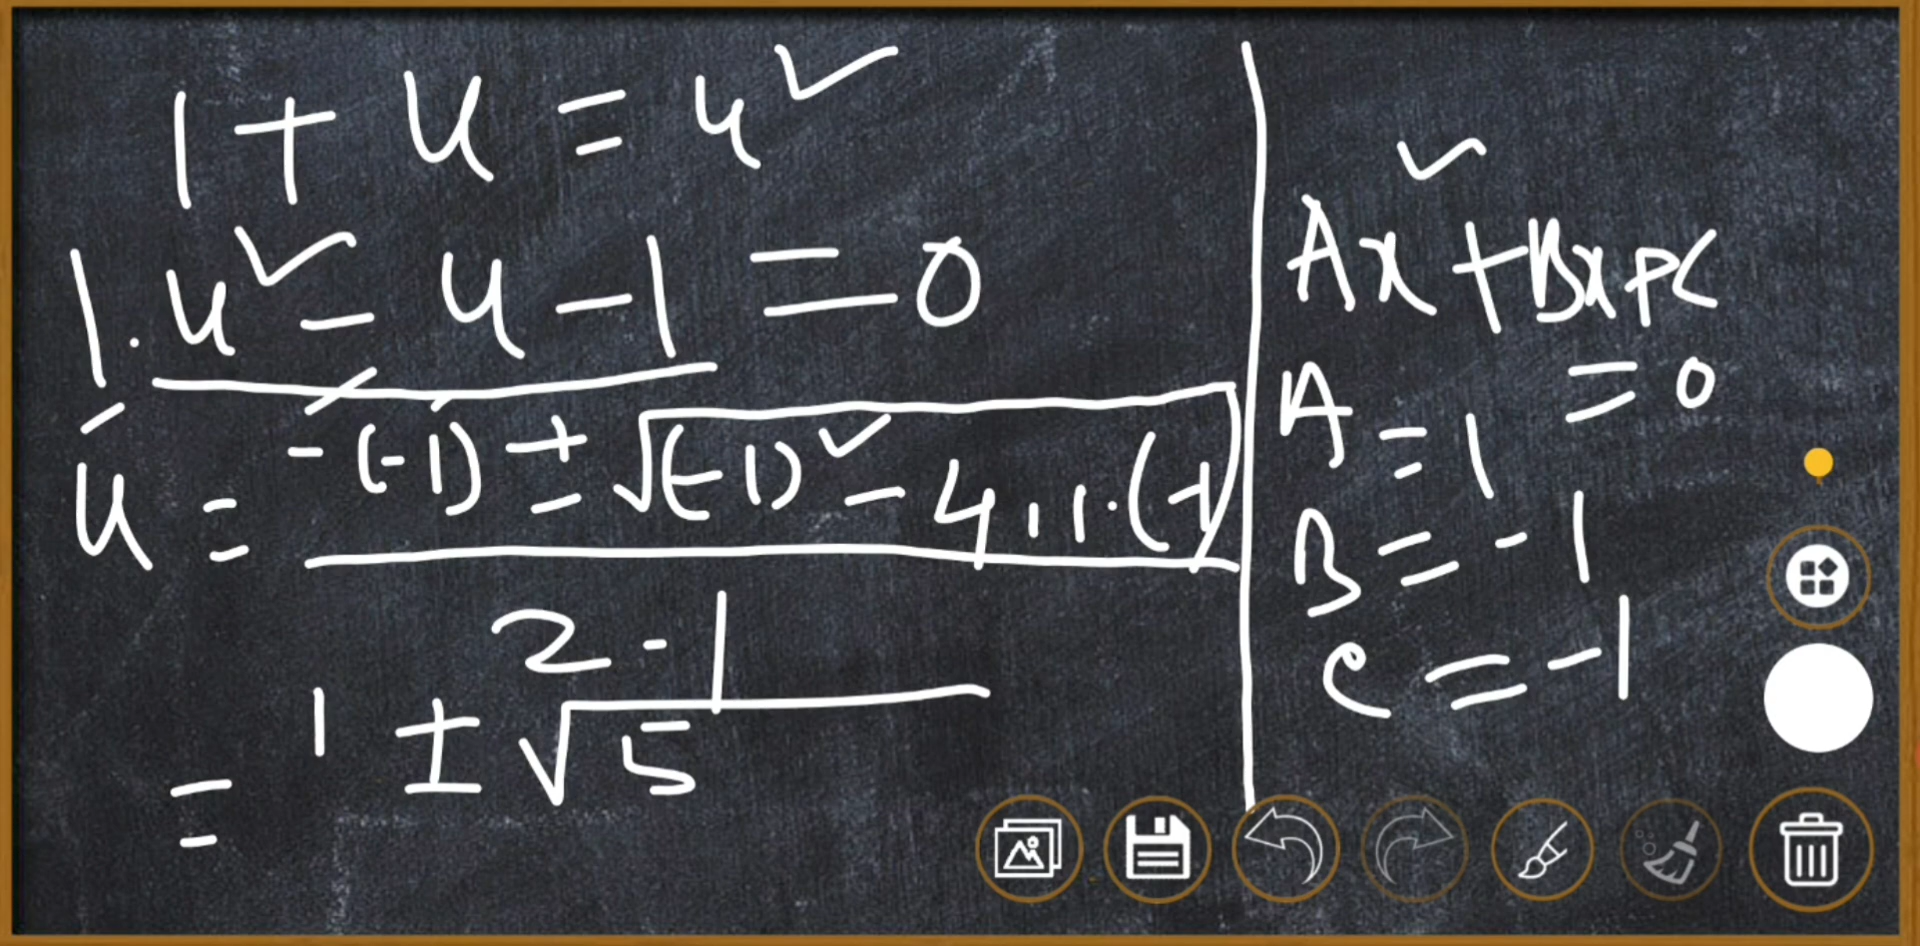 1 + u = u²
1.u² - u - 1 = 0
u = -(-1) ± √(-1)² - 4.1.(-1)
2-1
= 1 ± √5
Ax² + Bx + C
= 0
A = 1
B = -1
C = -1